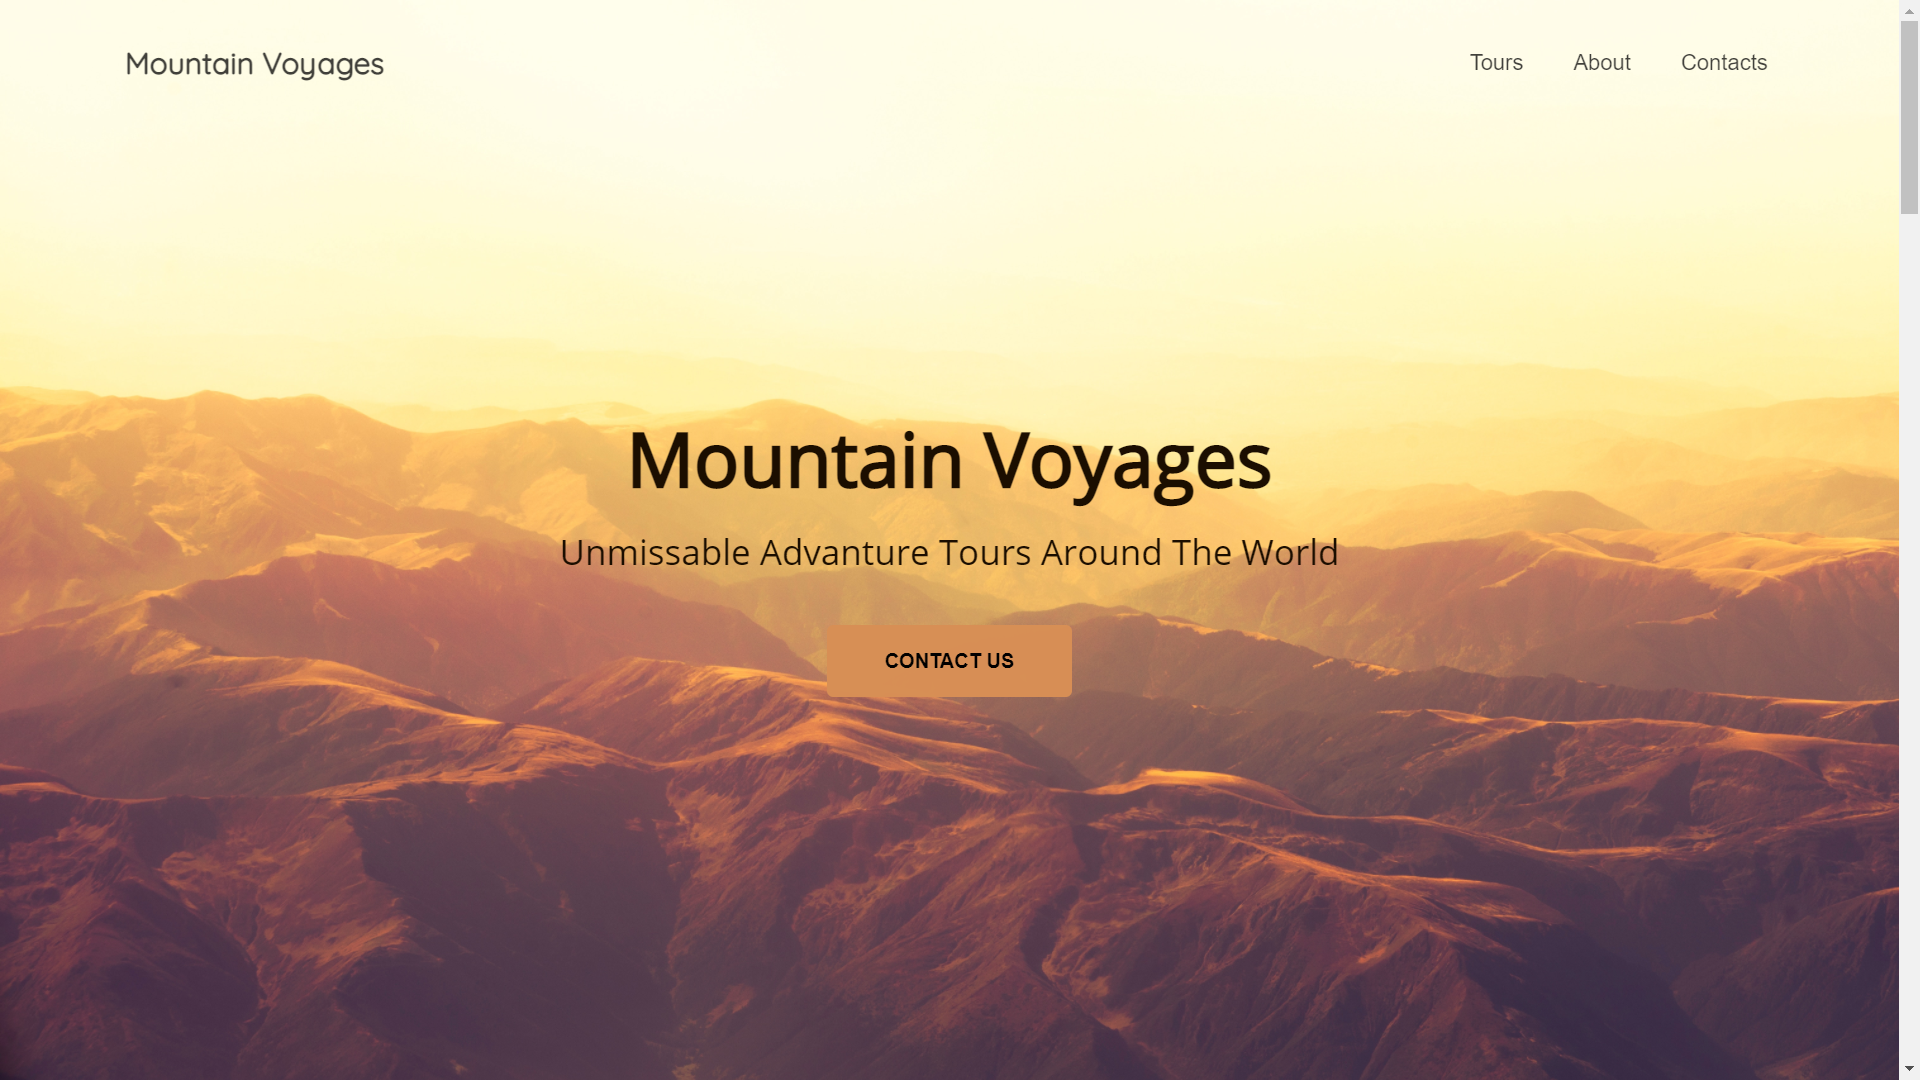 Mountain Voyages
Tours About Contacts
Mountain Voyages
Unmissable Advanture Tours Around The World
CONTACT US